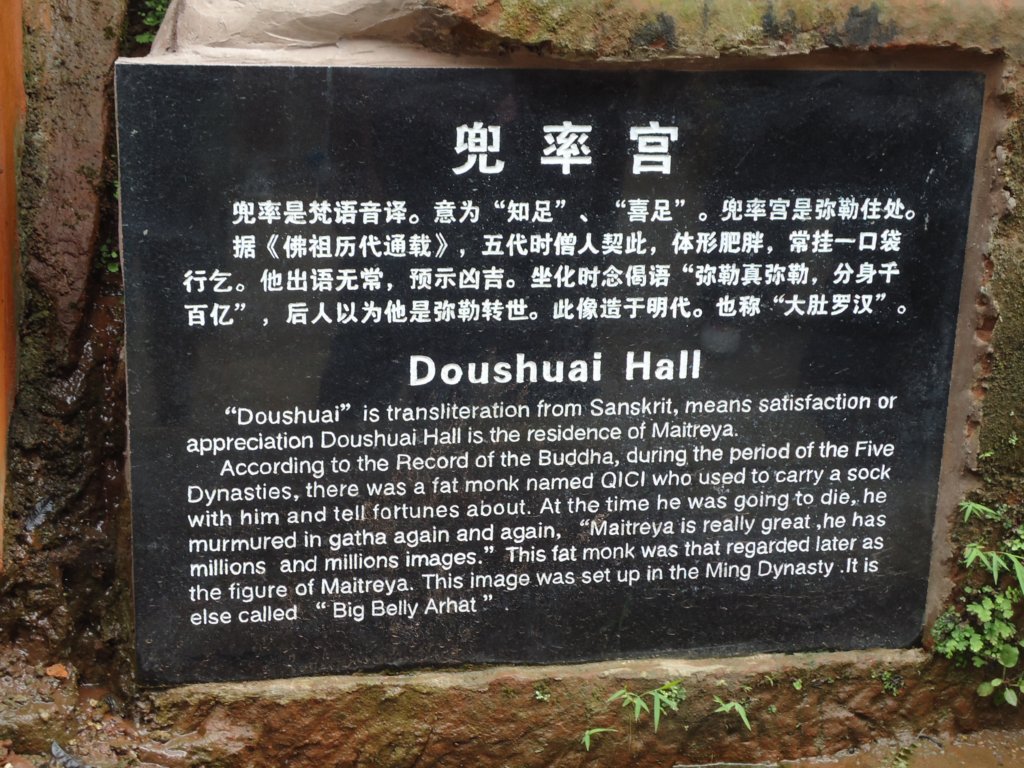 兜率宫
兜率是梵语音译。意为“知足”、“喜足”。兜率宫是弥勒住处。
据《佛祖历代通载》，五代时僧人契此，体形肥胖，常挂一口袋
行乞。他出语无常，预示凶吉。坐化时念偈语“弥勒真弥勒，分身千
百亿”，后人以为他是弥勒转世。此像造于明代。也称“大肚罗汉”。
Doushuai Hall
“Doushuai” is transliteration from Sanskrit, means satisfaction or
appreciation Doushuai Hall is the residence of Maitreya.
According to the Record of the Buddha, during the period of the Five
Dynasties, there was a fat monk named QICI who used to carry a sock
with him and tell fortunes about. At the time he was going to die, he
murmured in gatha again and again, “Maitreya is really great ,he has
millions and millions images.” This fat monk was that regarded later as
the figure of Maitreya. This image was set up in the Ming Dynasty .It is
else called “ Big Belly Arhat ” .